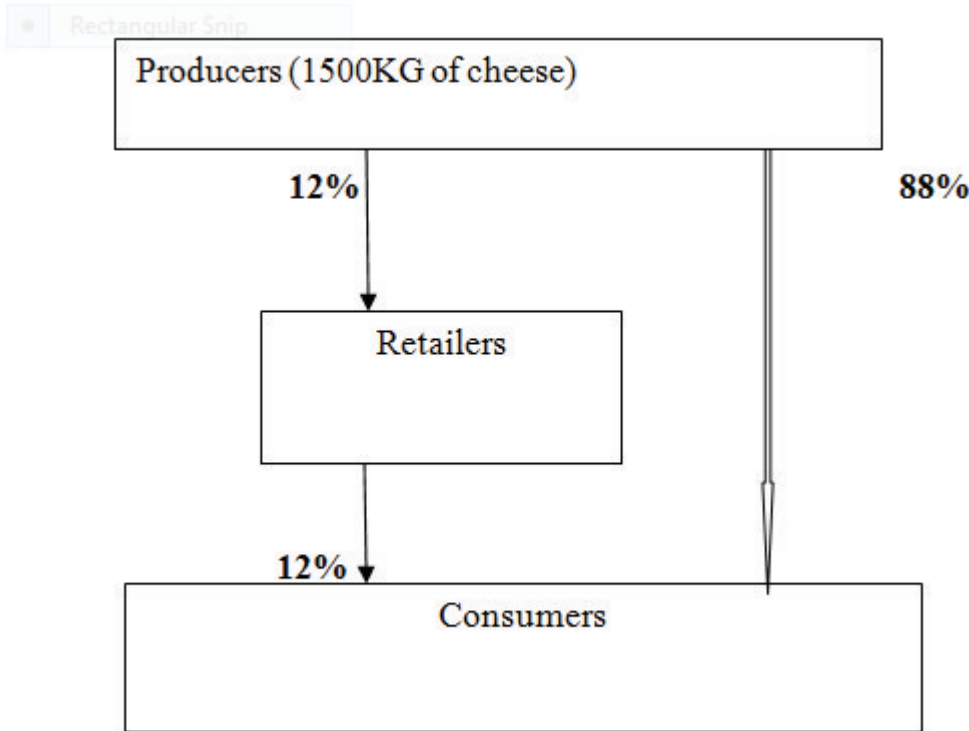 Rectangular Snip
Producers (1500KG of cheese)
12%
88%
Retailers
12%
Consumers